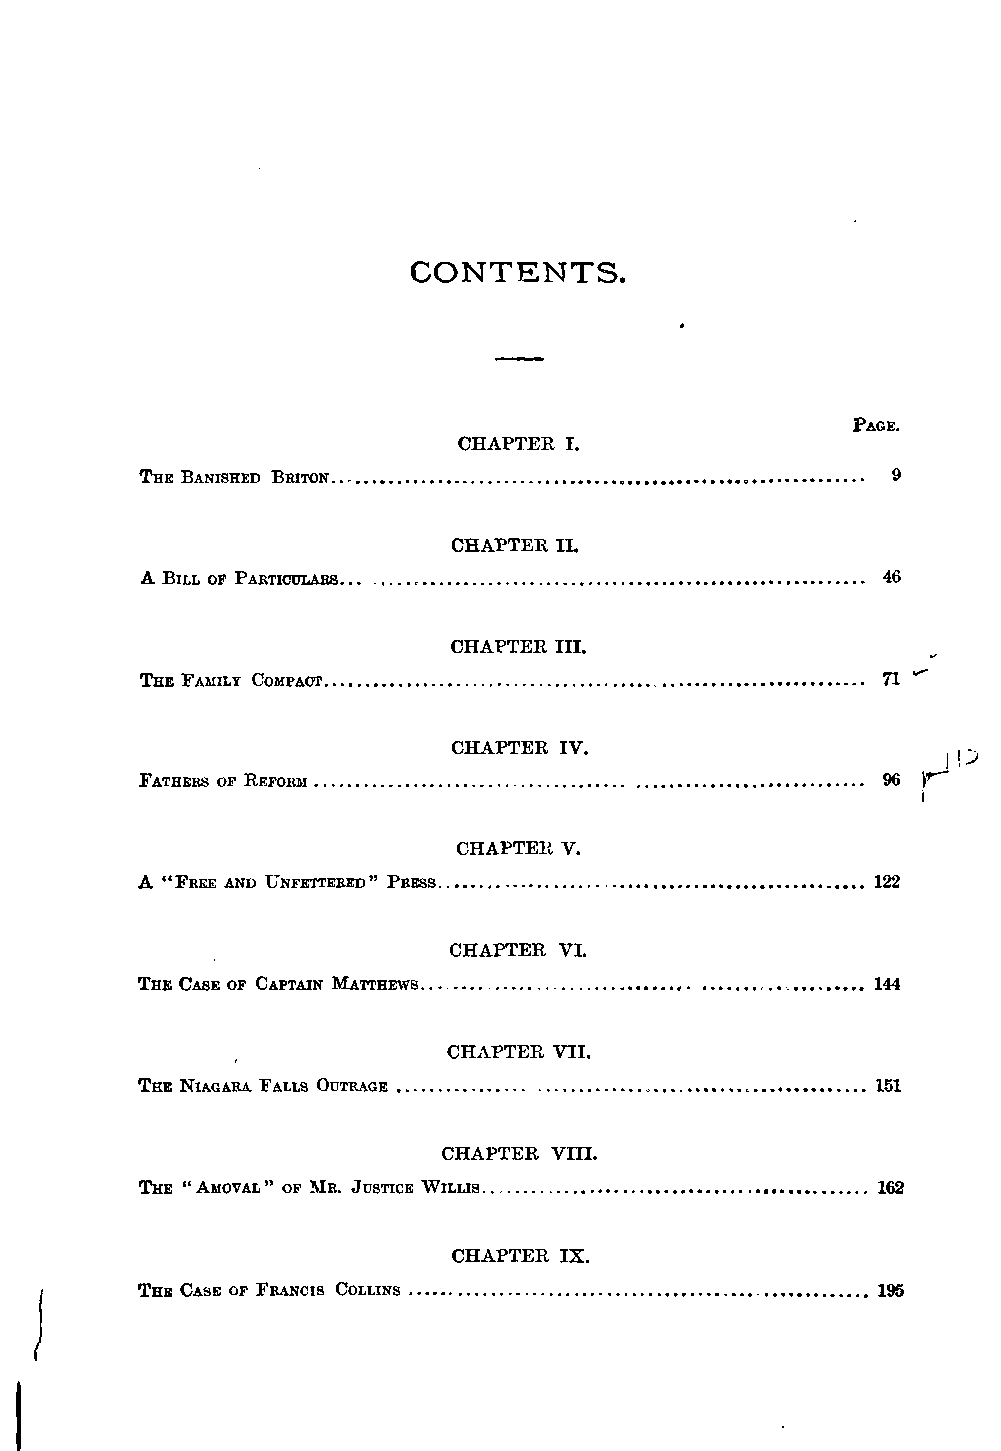 CONTENTS.
PAGE.
CHAPTER I.
THE BANISHED BRITON........................ 9
CHAPTER II.
A BILL OF PARTICULARS........................ 46
CHAPTER III.
THE FAMILY COMPACT........................ 71
CHAPTER IV.
FATHERS OF REFORM ........................ 96
CHAPTER V.
A "FREE AND UNFETTERED" PRESS........................ 122
CHAPTER VI.
THE CASE OF CAPTAIN MATTHEWS........................ 144
CHAPTER VII.
THE NIAGARA FALLS OUTRAGE ........................ 151
CHAPTER VIII.
THE "AMOVAL" OF MR. JUSTICE WILLIS........................ 162
CHAPTER IX.
THE CASE OF FRANCIS COLLINS ........................ 195